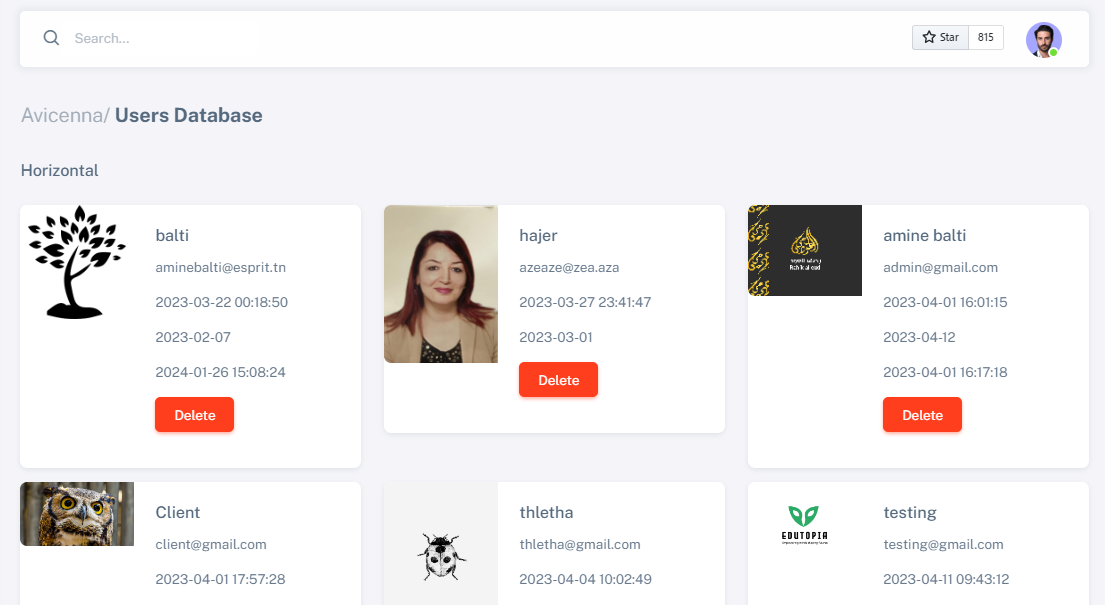 Search...
Star
815
Avicenna/ Users Database
Horizontal
balti
aminebalti@esprit.tn
2023-03-22 00:18:50
2023-02-07
2024-01-26 15:08:24
Delete
hajer
azeaze@zea.aza
2023-03-27 23:41:47
2023-03-01
Delete
amine balti
admin@gmail.com
2023-04-01 16:01:15
2023-04-12
2023-04-01 16:17:18
Delete
Client
client@gmail.com
2023-04-01 17:57:28
thletha
thletha@gmail.com
2023-04-04 10:02:49
EDUTOPIA
testing
testing@gmail.com
2023-04-11 09:43:12